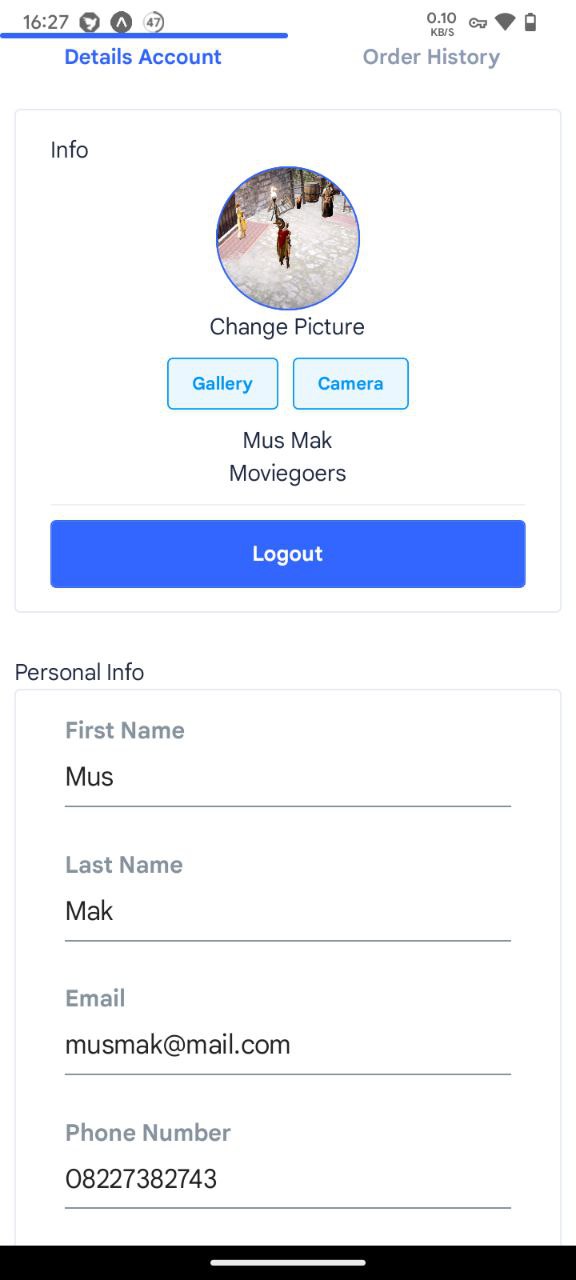 16:27 47 0.10 KB/S
Details Account Order History
Info
Change Picture
Gallery Camera
Mus Mak
Moviegoers
Logout
Personal Info
First Name
Mus
Last Name
Mak
Email
musmak@mail.com
Phone Number
08227382743